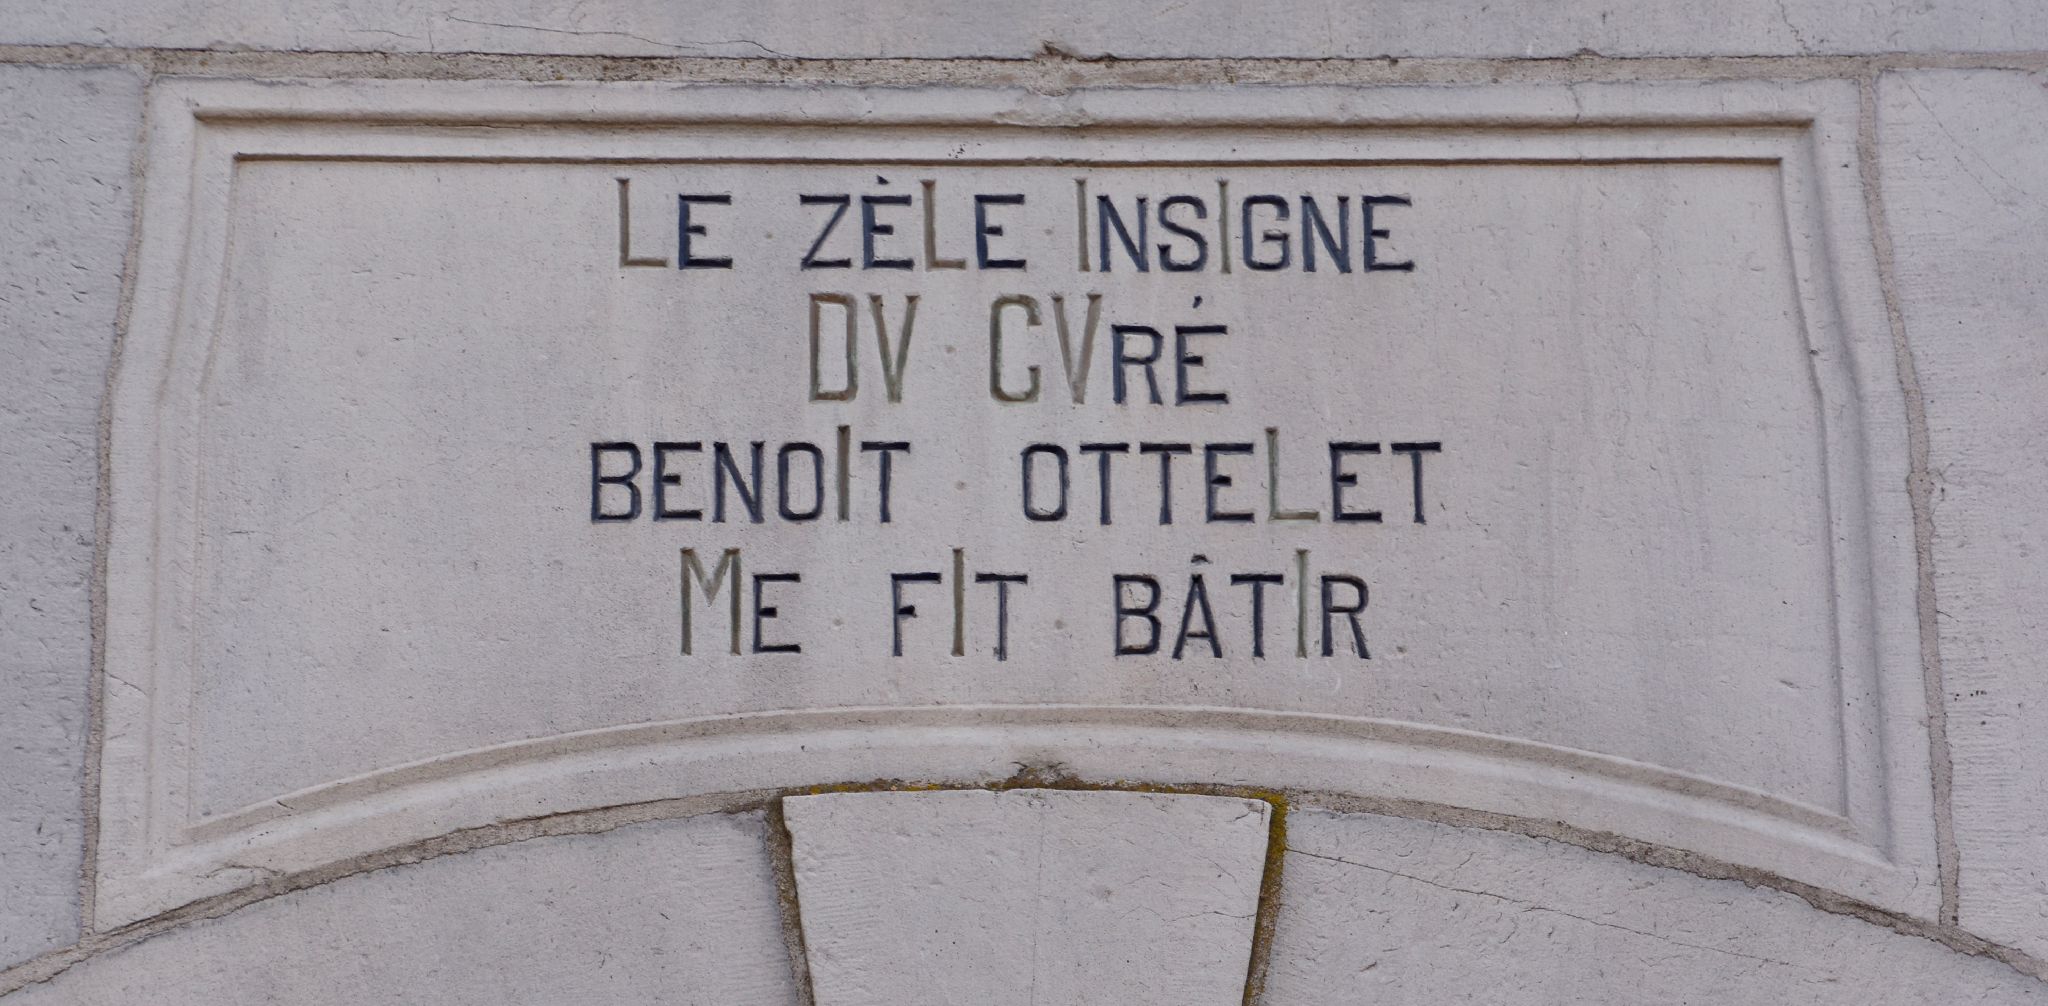 LE ZÈLE INSIGNE
DV CVRÉ
BENOIT OTTELET
ME FIT BÂTIR